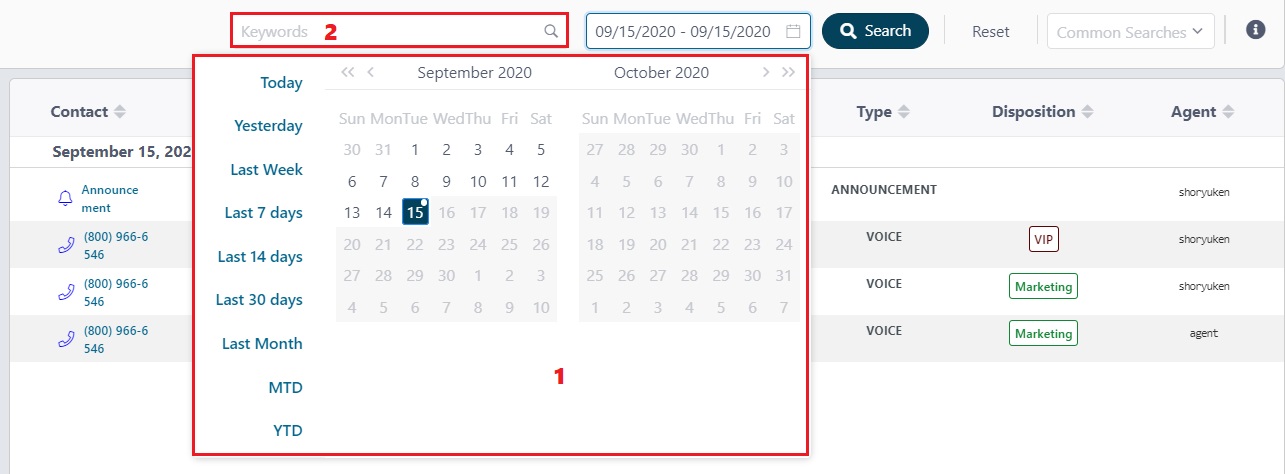 Keywords 2 09/15/2020 - 09/15/2020 Search Reset Common Searches
Today
Yesterday
Last Week
Last 7 days
Last 14 days
Last 30 days
Last Month
MTD
YTD
September 2020
Sun Mon Tue Wed Thu Fri Sat
30 31 1 2 3 4 5
6 7 8 9 10 11 12
13 14 15 16 17 18 19
20 21 22 23 24 25 26
27 28 29 30 1 2 3
4 5 6 7 8 9 10
October 2020
Sun Mon Tue Wed Thu Fri Sat
27 28 29 30 1 2 3
4 5 6 7 8 9 10
11 12 13 14 15 16 17
18 19 20 21 22 23 24
25 26 27 28 29 30 31
1 2 3 4 5 6 7
1
Contact Type Disposition Agent
September 15, 202
Announce
ment
ANNOUNCEMENT shoryuken
(800) 966-6
546
VOICE VIP shoryuken
(800) 966-6
546
VOICE Marketing shoryuken
(800) 966-6
546
VOICE Marketing agent